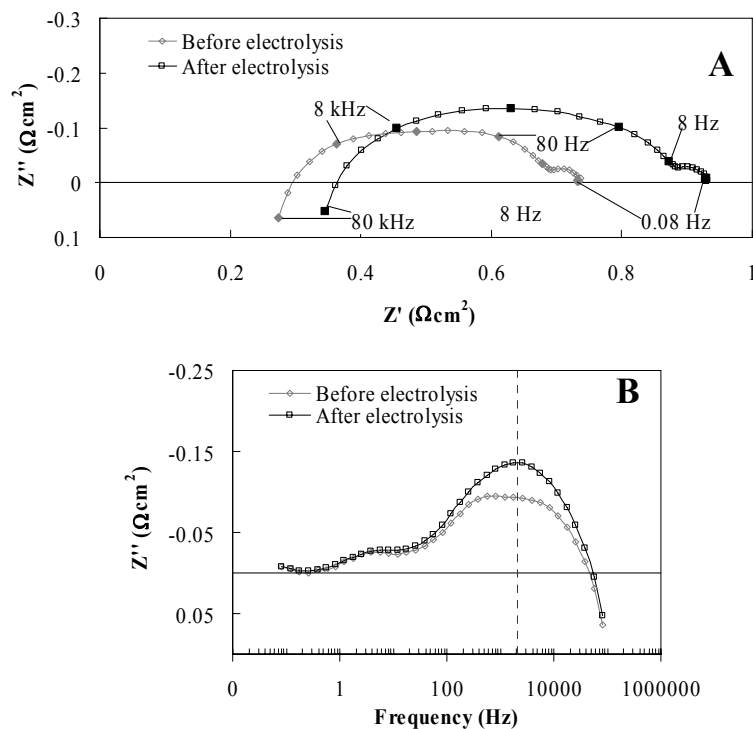 -0.3
Before electrolysis
After electrolysis
A
-0.2
8 kHz
-0.1
80 Hz
8 Hz
0
80 kHz
8 Hz
0.08 Hz
0.1
Z'' (Ωcm²)
0 0.2 0.4 0.6 0.8 1
Z' (Ωcm²)
-0.25
Before electrolysis
After electrolysis
B
-0.15
-0.05
0.05
Z'' (Ωcm²)
0 1 100 10000 1000000
Frequency (Hz)